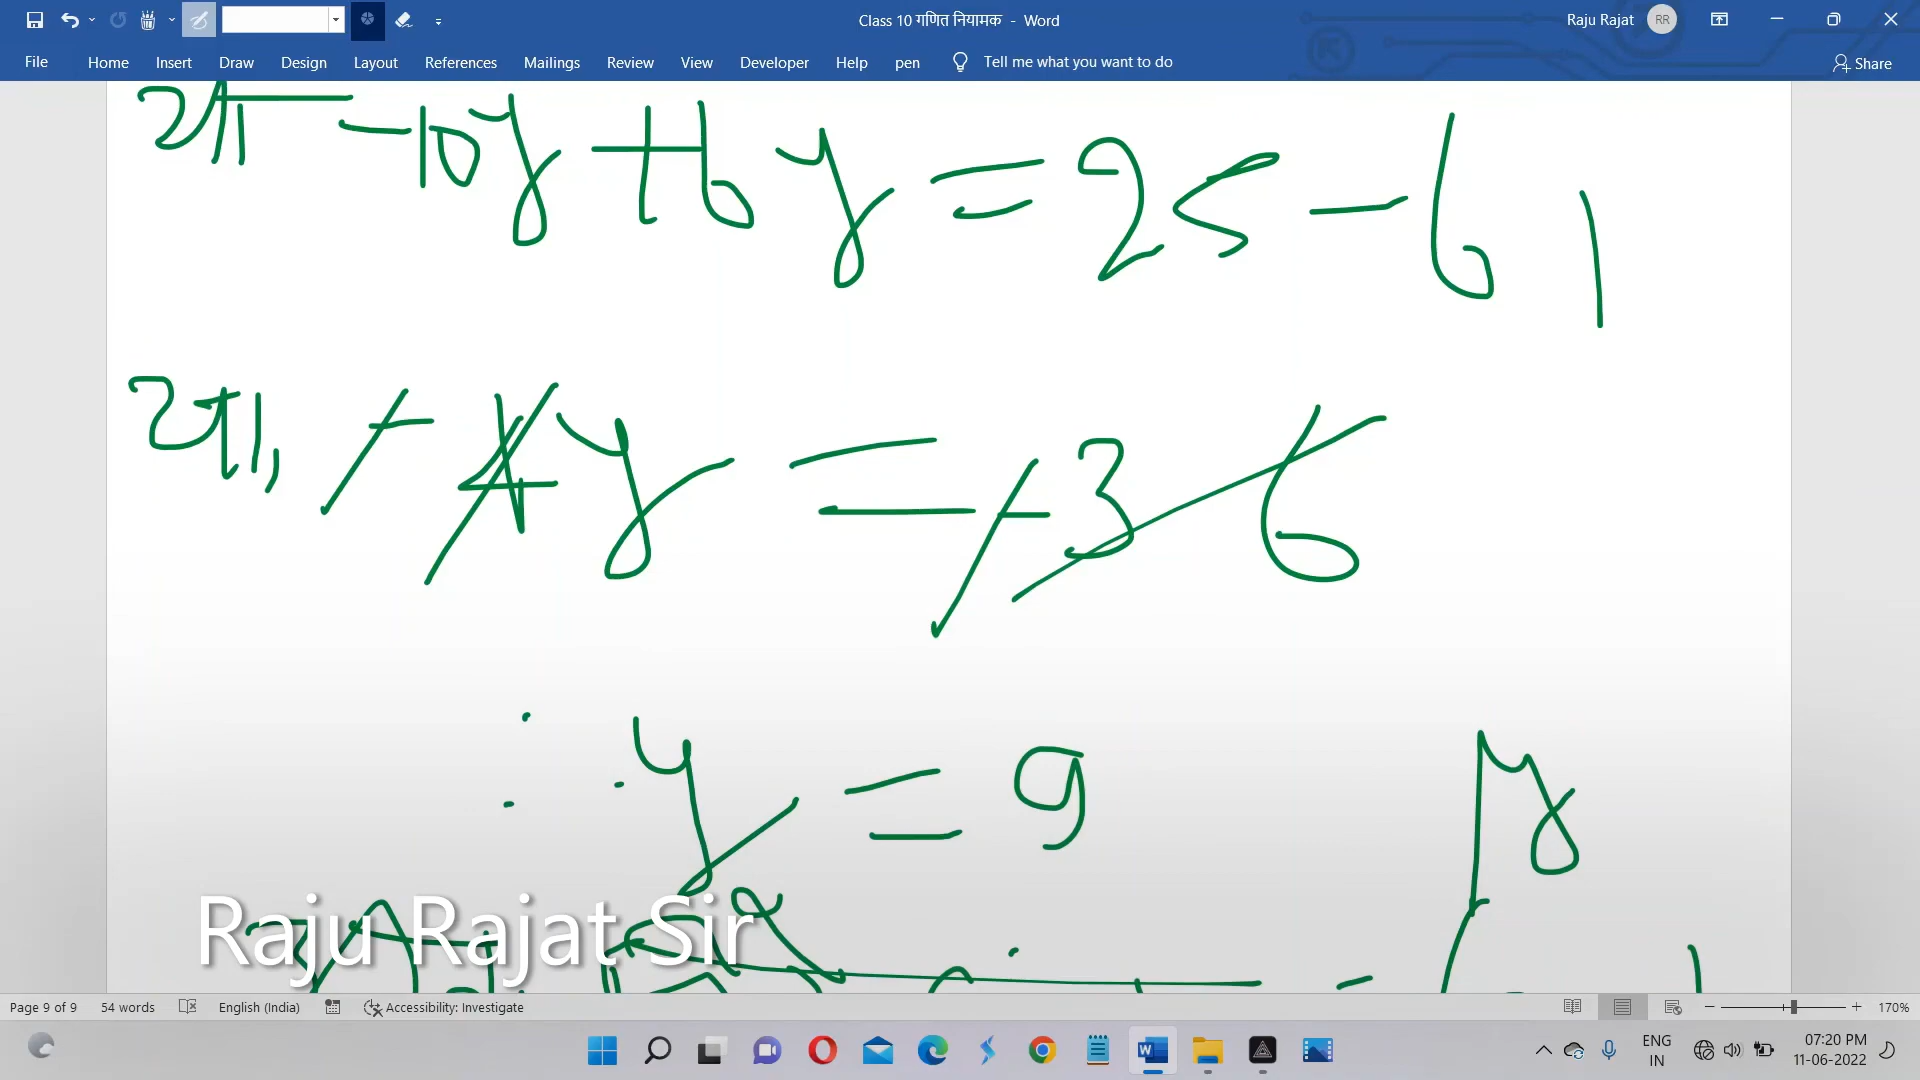 Class 10 गणित नियामक - Word
Raju Rajat RR
File Home Insert Draw Design Layout References Mailings Review View Developer Help pen Tell me what you want to do Share
या -10y+6y=25-61
या, -4y=-36
∴ y=9
Raju Rajat Sir
Page 9 of 9 54 words English (India) Accessibility: Investigate 170%
ENG
IN
07:20 PM
11-06-2022